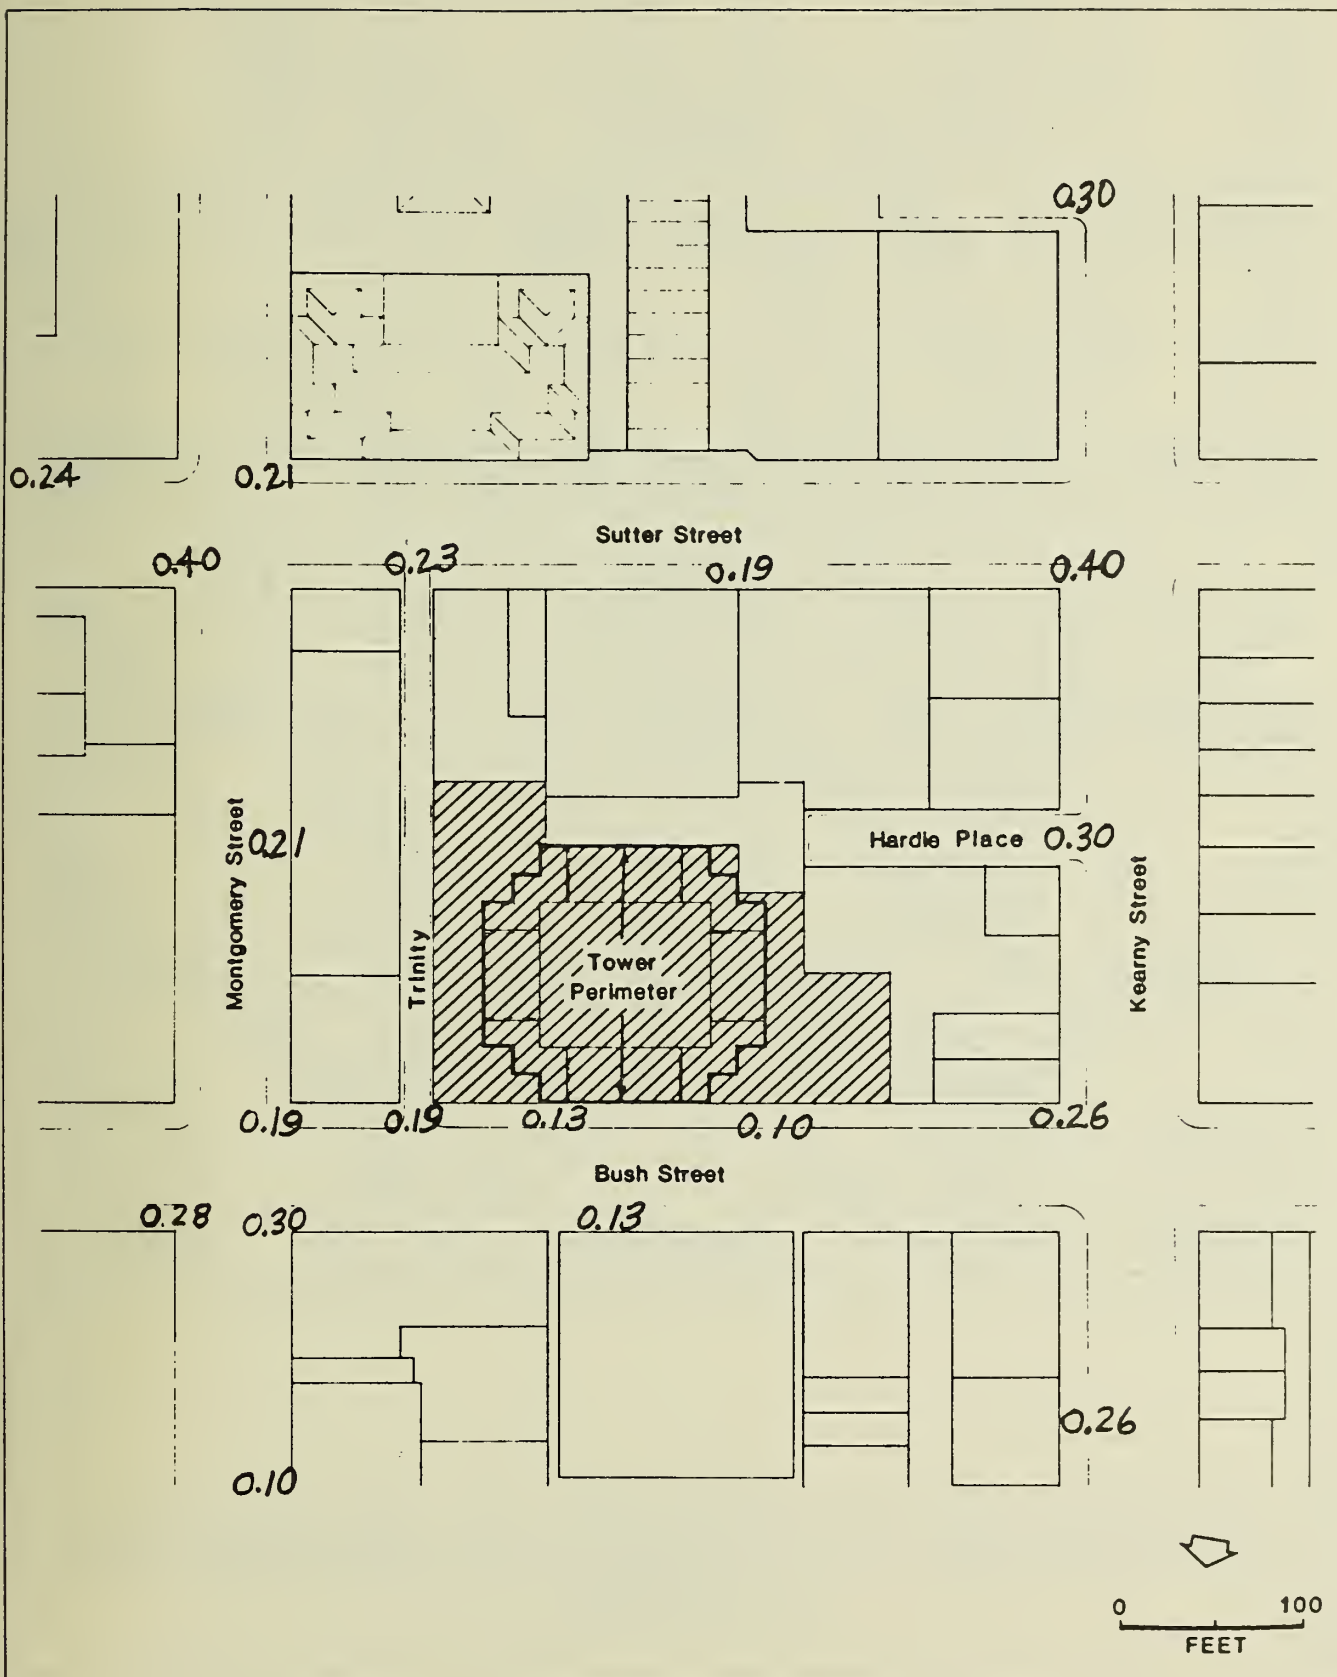 0.30
0.24
0.21
Sutter Street
0.40
0.23
0.19
0.40
Montgomery Street
0.21
Hardie Place
0.30
Kearny Street
Trinity
Tower
Perimeter
0.19
0.19
0.13
0.10
0.26
Bush Street
0.28
0.30
0.13
0.26
0.10
0
100
FEET